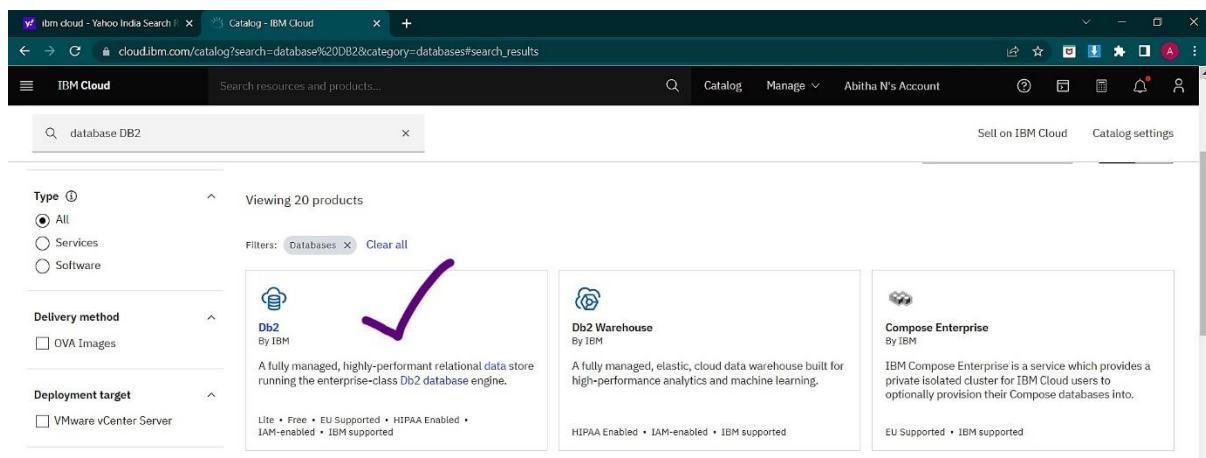 ibm cloud - Yahoo India Search R
Catalog - IBM Cloud
cloud.ibm.com/catalog?search=database%20DB2&category=databases#search_results
A
IBM Cloud
Search resources and products...
Catalog
Manage
Abitha N's Account
database DB2
Sell on IBM Cloud
Catalog settings
Type
All
Services
Software
Delivery method
OVA Images
Deployment target
VMware vCenter Server
Viewing 20 products
Filters: Databases × Clear all
Db2
By IBM
A fully managed, highly-performant relational data store
running the enterprise-class Db2 database engine.
Lite • Free • EU Supported • HIPAA Enabled •
IAM-enabled • IBM supported
Db2 Warehouse
By IBM
A fully managed, elastic, cloud data warehouse built for
high-performance analytics and machine learning.
HIPAA Enabled • IAM-enabled • IBM supported
Compose Enterprise
By IBM
IBM Compose Enterprise is a service which provides a
private isolated cluster for IBM Cloud users to
optionally provision their Compose databases into.
EU Supported • IBM supported